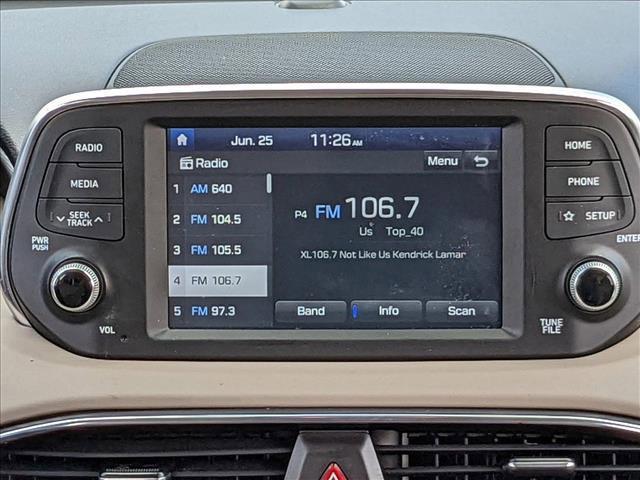 Jun. 25 11:26 AM
Radio Menu
1 AM 640
2 FM 104.5
3 FM 105.5
4 FM 106.7
5 FM 97.3
P4 FM 106.7
Us Top_40
XL106.7 Not Like Us Kendrick Lamar
Band Info Scan
RADIO
MEDIA
SEEK
TRACK
PWR
PUSH
VOL
HOME
PHONE
SETUP
ENTER
TUNE
FILE